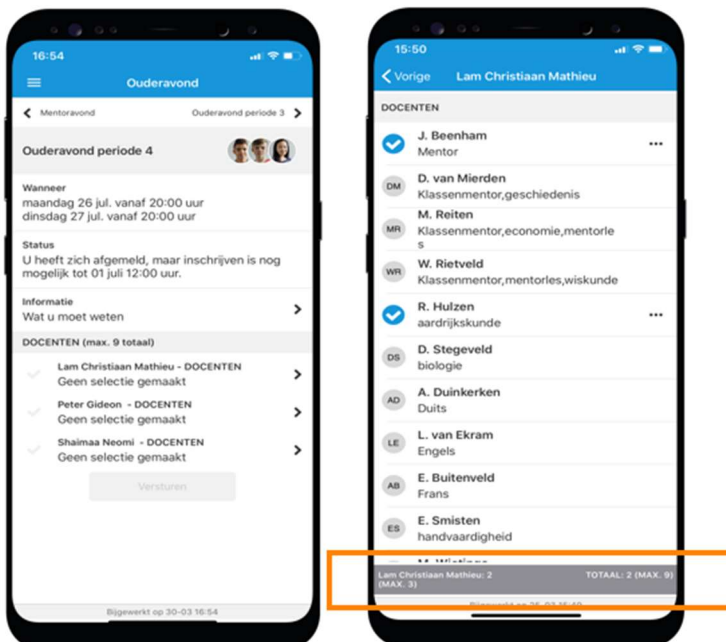 16:54
Ouderavond
Mentoravond
Ouderavond periode 3
Ouderavond periode 4
Wanneer
maandag 26 jul. vanaf 20:00 uur
dinsdag 27 jul. vanaf 20:00 uur
Status
U heeft zich afgemeld, maar inschrijven is nog
mogelijk tot 01 juli 12:00 uur.
Informatie
Wat u moet weten
DOCENTEN (max. 9 totaal)
Lam Christiaan Mathieu - DOCENTEN
Geen selectie gemaakt
Peter Gideon - DOCENTEN
Geen selectie gemaakt
Shaimaa Neomi - DOCENTEN
Geen selectie gemaakt
Versturen
Bijgewerkt op 30-03 16:54
15:50
Vorige
Lam Christiaan Mathieu
DOCENTEN
J. Beenham
Mentor
DM
D. van Mierden
Klassenmentor,geschiedenis
MR
M. Reiten
Klassenmentor,economie,mentorle
s
WR
W. Rietveld
Klassenmentor,mentorles,wiskunde
R. Hulzen
aardrijkskunde
DS
D. Stegeveld
biologie
AD
A. Duinkerken
Duits
LE
L. van Ekram
Engels
AB
E. Buitenveld
Frans
ES
E. Smisten
handvaardigheid
Lam Christiaan Mathieu: 2
(MAX. 3)
TOTAAL: 2 (MAX. 9)